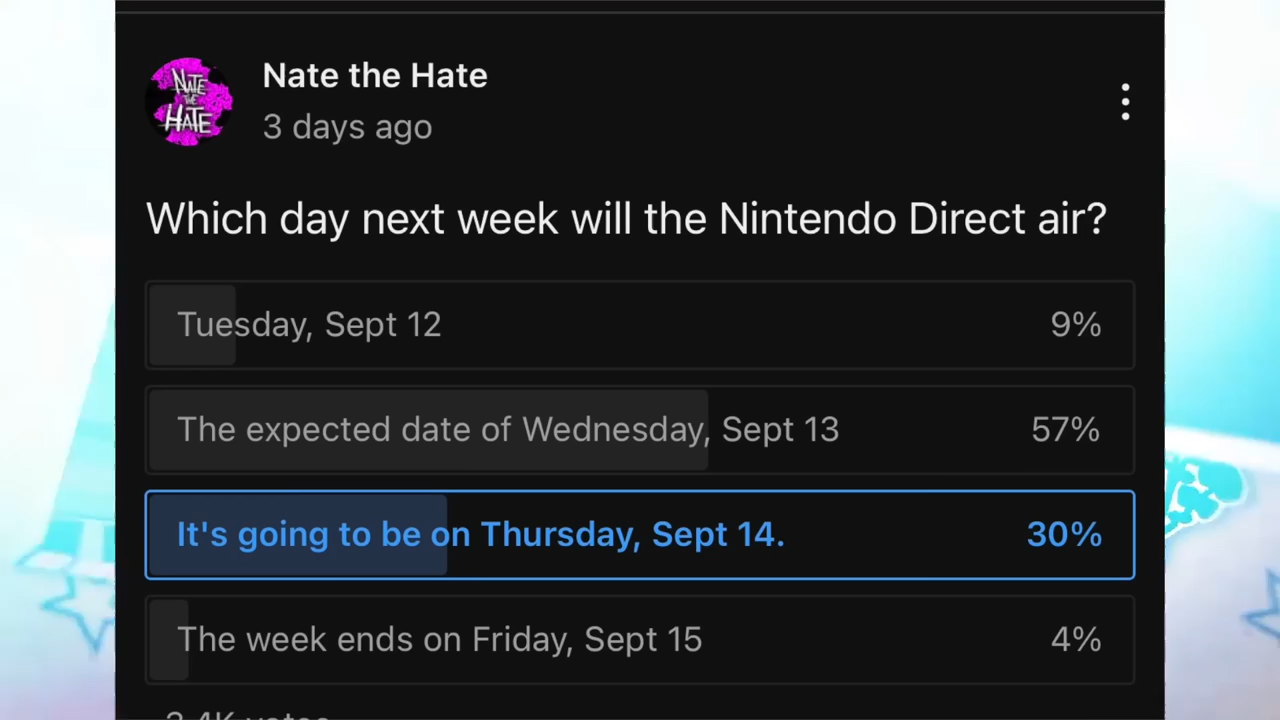 NATE
THE
HATE
Nate the Hate
3 days ago
Which day next week will the Nintendo Direct air?
Tuesday, Sept 12 9%
The expected date of Wednesday, Sept 13 57%
It's going to be on Thursday, Sept 14. 30%
The week ends on Friday, Sept 15 4%